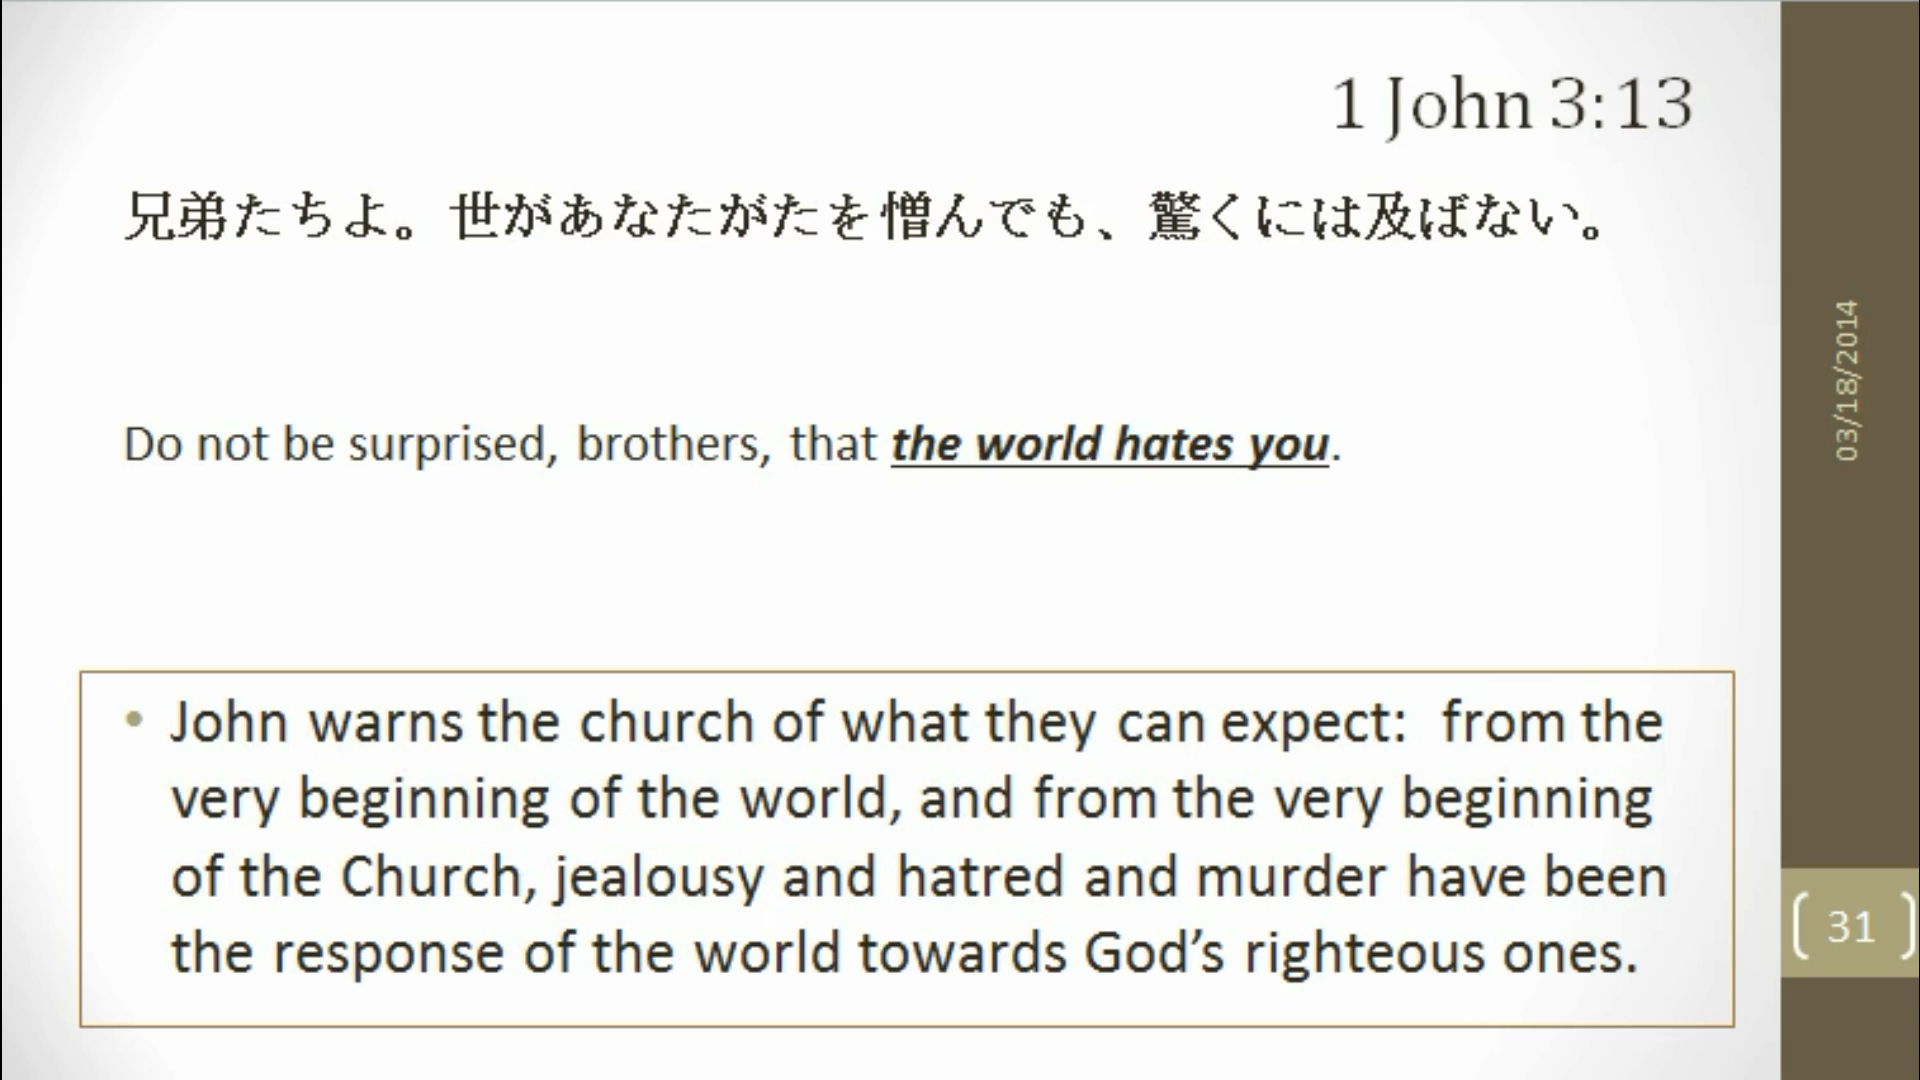 1 John 3:13
兄弟たちよ。世があなたがたを憎んでも、驚くには及ばない。
Do not be surprised, brothers, that the world hates you.
• John warns the church of what they can expect:  from the
very beginning of the world, and from the very beginning
of the Church, jealousy and hatred and murder have been
the response of the world towards God’s righteous ones.
03/18/2014
31